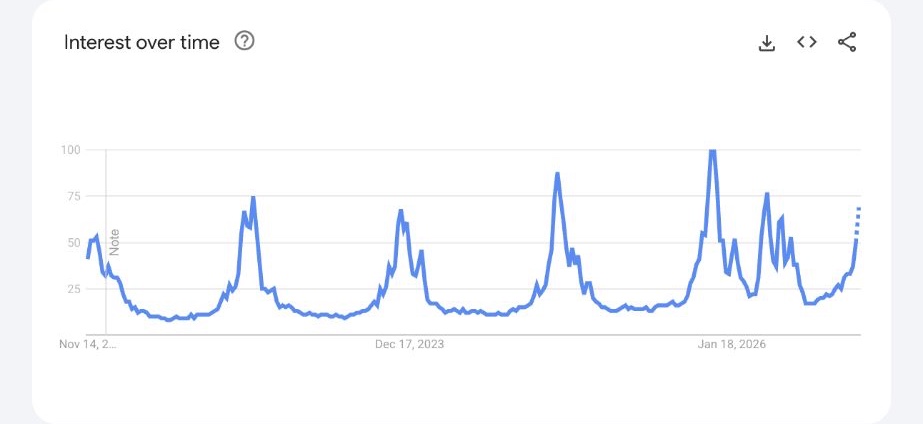 Interest over time
100
75
50
25
Note
Nov 14, 2...
Dec 17, 2023
Jan 18, 2026